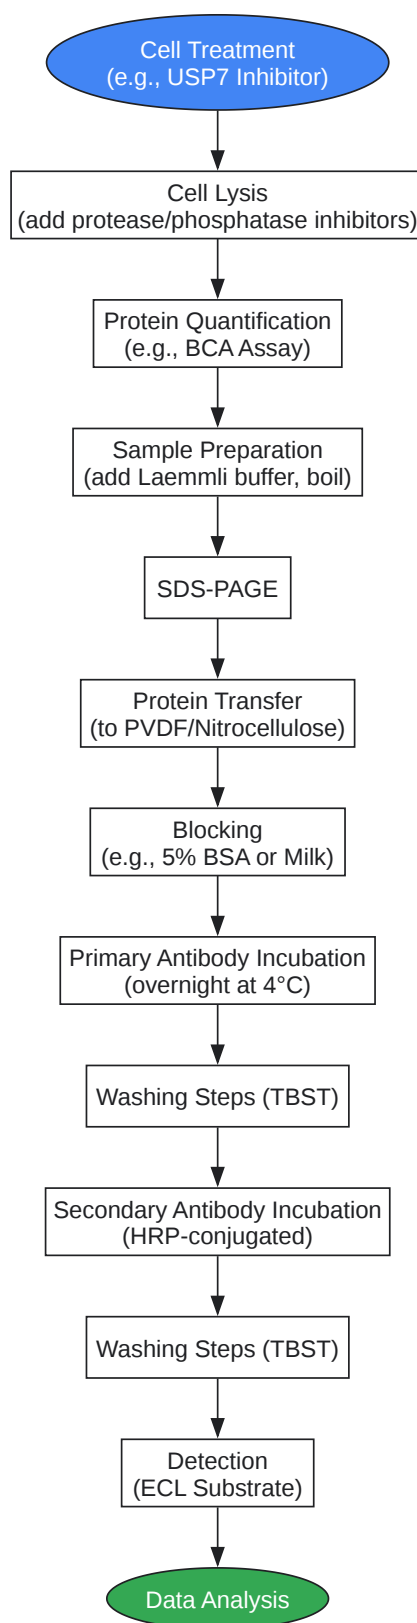 Cell Treatment
(e.g., USP7 Inhibitor)
Cell Lysis
(add protease/phosphatase inhibitors)
Protein Quantification
(e.g., BCA Assay)
Sample Preparation
(add Laemmli buffer, boil)
SDS-PAGE
Protein Transfer
(to PVDF/Nitrocellulose)
Blocking
(e.g., 5% BSA or Milk)
Primary Antibody Incubation
(overnight at 4°C)
Washing Steps (TBST)
Secondary Antibody Incubation
(HRP-conjugated)
Washing Steps (TBST)
Detection
(ECL Substrate)
Data Analysis